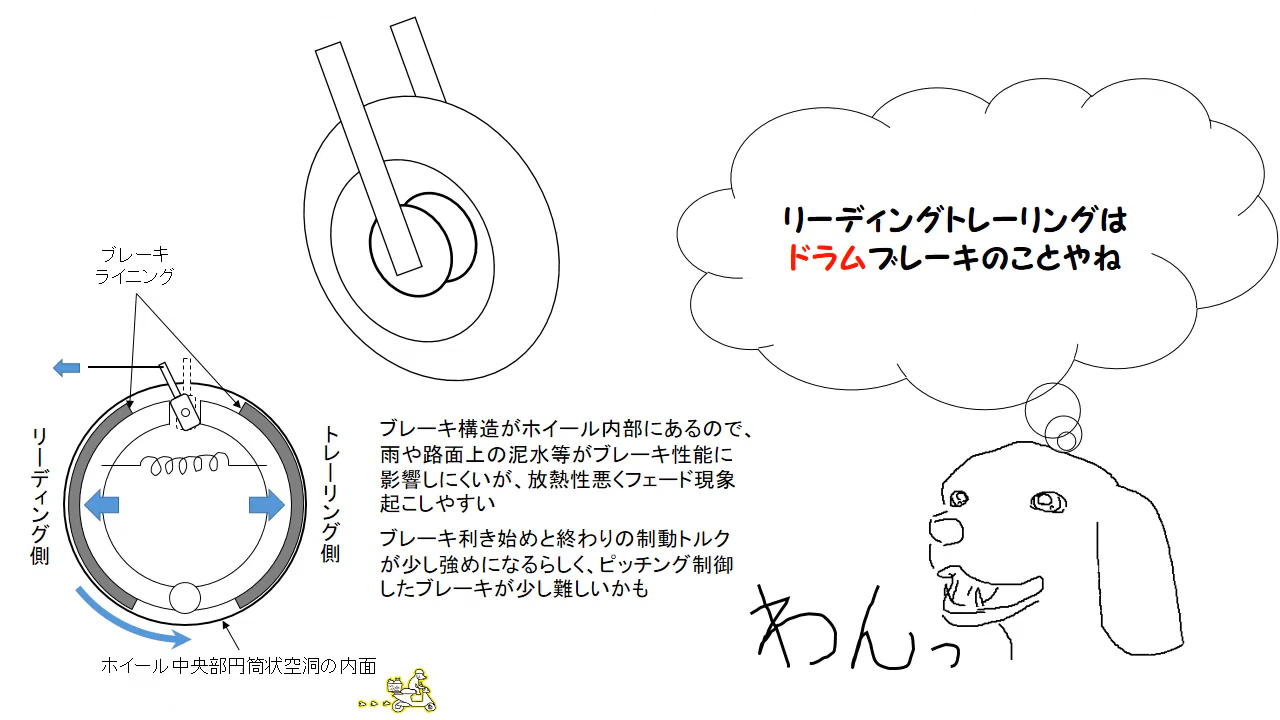 リーディングトレーリングは
ドラムブレーキのことやね
ブレーキ
ライニング
リーディング側
トレーリング側
ブレーキ構造がホイール内部にあるので、
雨や路面上の泥水等がブレーキ性能に
影響しにくいが、放熱性悪くフェード現象
起こしやすい
ブレーキ利き始めと終わりの制動トルク
が少し強めになるらしく、ピッチング制御
したブレーキが少し難しいかも
ホイール中央部円筒状空洞の内面
わんっ